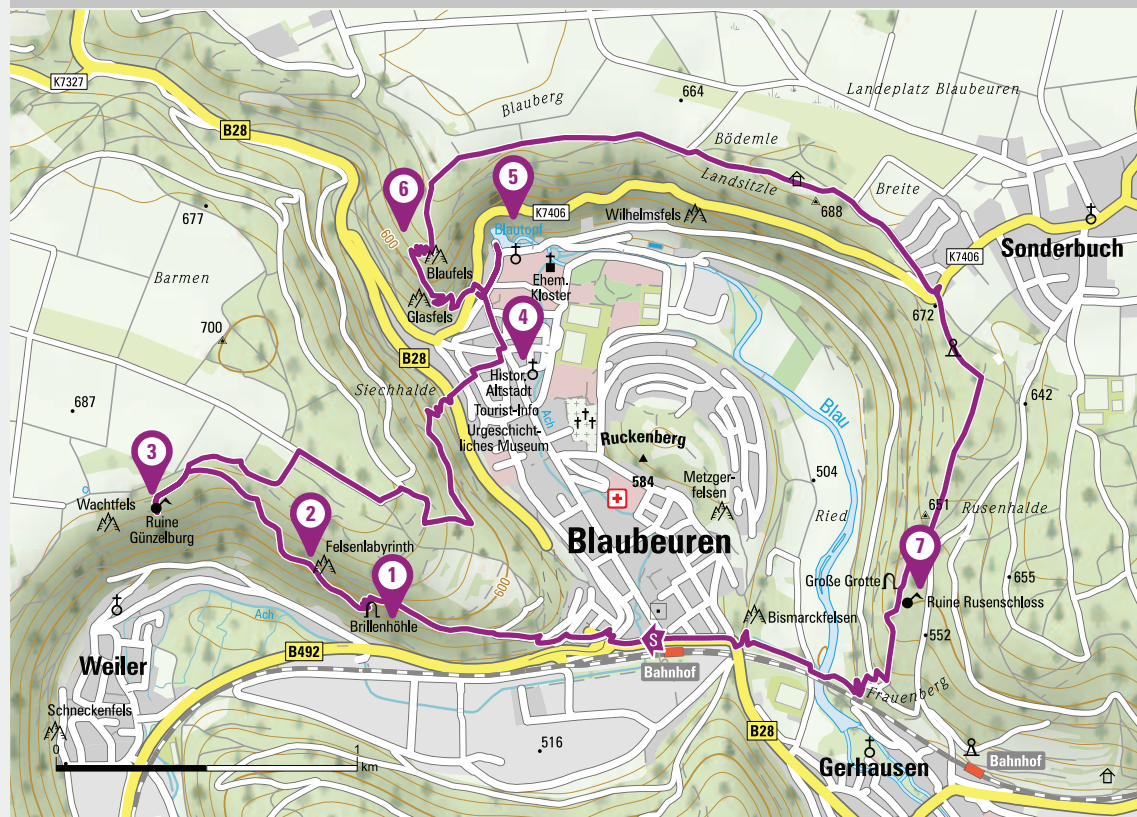 K7327
B28
Blauberg
664
Landeplatz Blaubeuren
Bödemle
6
5
Landsitzle
Breite
K7406
688
677
600
Wilhelmsfels
Blautopf
Sonderbuch
K7406
Barmen
Blaufels
Ehem.
Kloster
Glasfels
672
4
700
B28
Histor.
Altstadt
Siechhalde
642
687
Tourist-Info
Ach
Urgeschicht-
liches Museum
Blau
Ruckenberg
3
584
Metzger-
felsen
504
Wachtfels
Ruine
Günzelburg
2
651
Rusenhalde
Ried
Felsenlabyrinth
Blaubeuren
7
1
600
Große Grotte
655
Ruine Rusenschloss
Ach
Brillenhöhle
Bismarckfelsen
552
S
B492
Weiler
Bahnhof
Frauenberg
Schneckenfels
B28
516
0
1
km
Gerhausen
Bahnhof